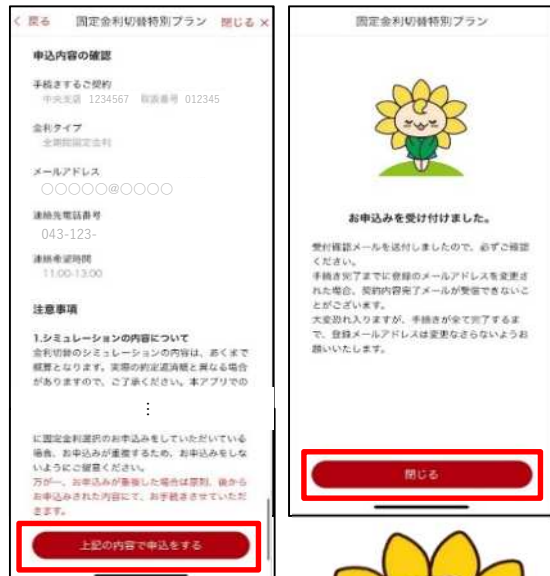 戻る 固定金利切替特別プラン 閉じる ×
申込内容の確認
手続きするご契約
中央支店 1234567 取扱番号 012345
金利タイプ
全期間固定金利
メールアドレス
○○○○○@○○○○
連絡先電話番号
043-123-
連絡希望時間
11:00-13:00
注意事項
1.シミュレーションの内容について
金利切替のシミュレーションの内容は、あくまで
概算となります。実際の約定返済額と異なる場合
がありますので、ご了承ください。本アプリでの
⋮
に固定金利選択のお申込みをしていただいている
場合、お申込みが重複するため、お申込みをしな
いようにご留意ください。
万が一、お申込みが重複した場合は原則、後から
お申込みされた内容にて、お手続きさせていただ
きます。
上記の内容で申込をする
固定金利切替特別プラン
お申込みを受け付けました。
受付確認メールを送付しましたので、必ずご確認
ください。
手続き完了までに登録のメールアドレスを変更さ
れた場合、契約内容完了メールが受信できないこ
とがございます。
大変恐れ入りますが、手続きが全て完了するま
で、登録メールアドレスは変更なさらないようお
願いいたします。
閉じる